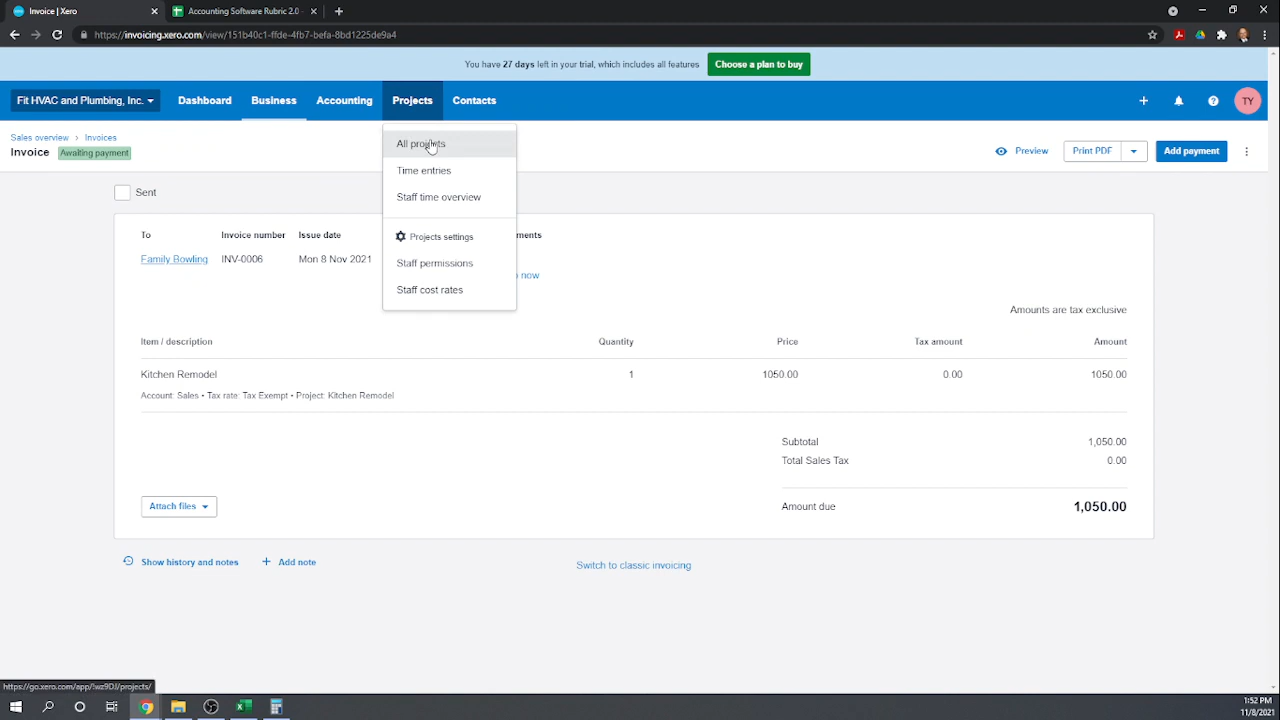 Invoice | Xero
Accounting Software Rubric 2.0 -
https://invoicing.xero.com/view/151b40c1-ffde-4fb7-befa-8bd1225de9a4
You have 27 days left in your trial, which includes all features
Choose a plan to buy
Fit HVAC and Plumbing, Inc.
Dashboard
Business
Accounting
Projects
Contacts
TY
Sales overview
Invoices
Invoice
Awaiting payment
All projects
Time entries
Staff time overview
Projects settings
Staff permissions
Staff cost rates
Preview
Print PDF
Add payment
Sent
To
Invoice number
Issue date
Family Bowling
INV-0006
Mon 8 Nov 2021
now
Amounts are tax exclusive
Item / description
Quantity
Price
Tax amount
Amount
Kitchen Remodel
1
1050.00
0.00
1050.00
Account: Sales • Tax rate: Tax Exempt • Project: Kitchen Remodel
Subtotal
1,050.00
Total Sales Tax
0.00
Attach files
Amount due
1,050.00
Show history and notes
Add note
Switch to classic invoicing
https://go.xero.com/app/!wz9DJ/projects/
1:52 PM
11/8/2021